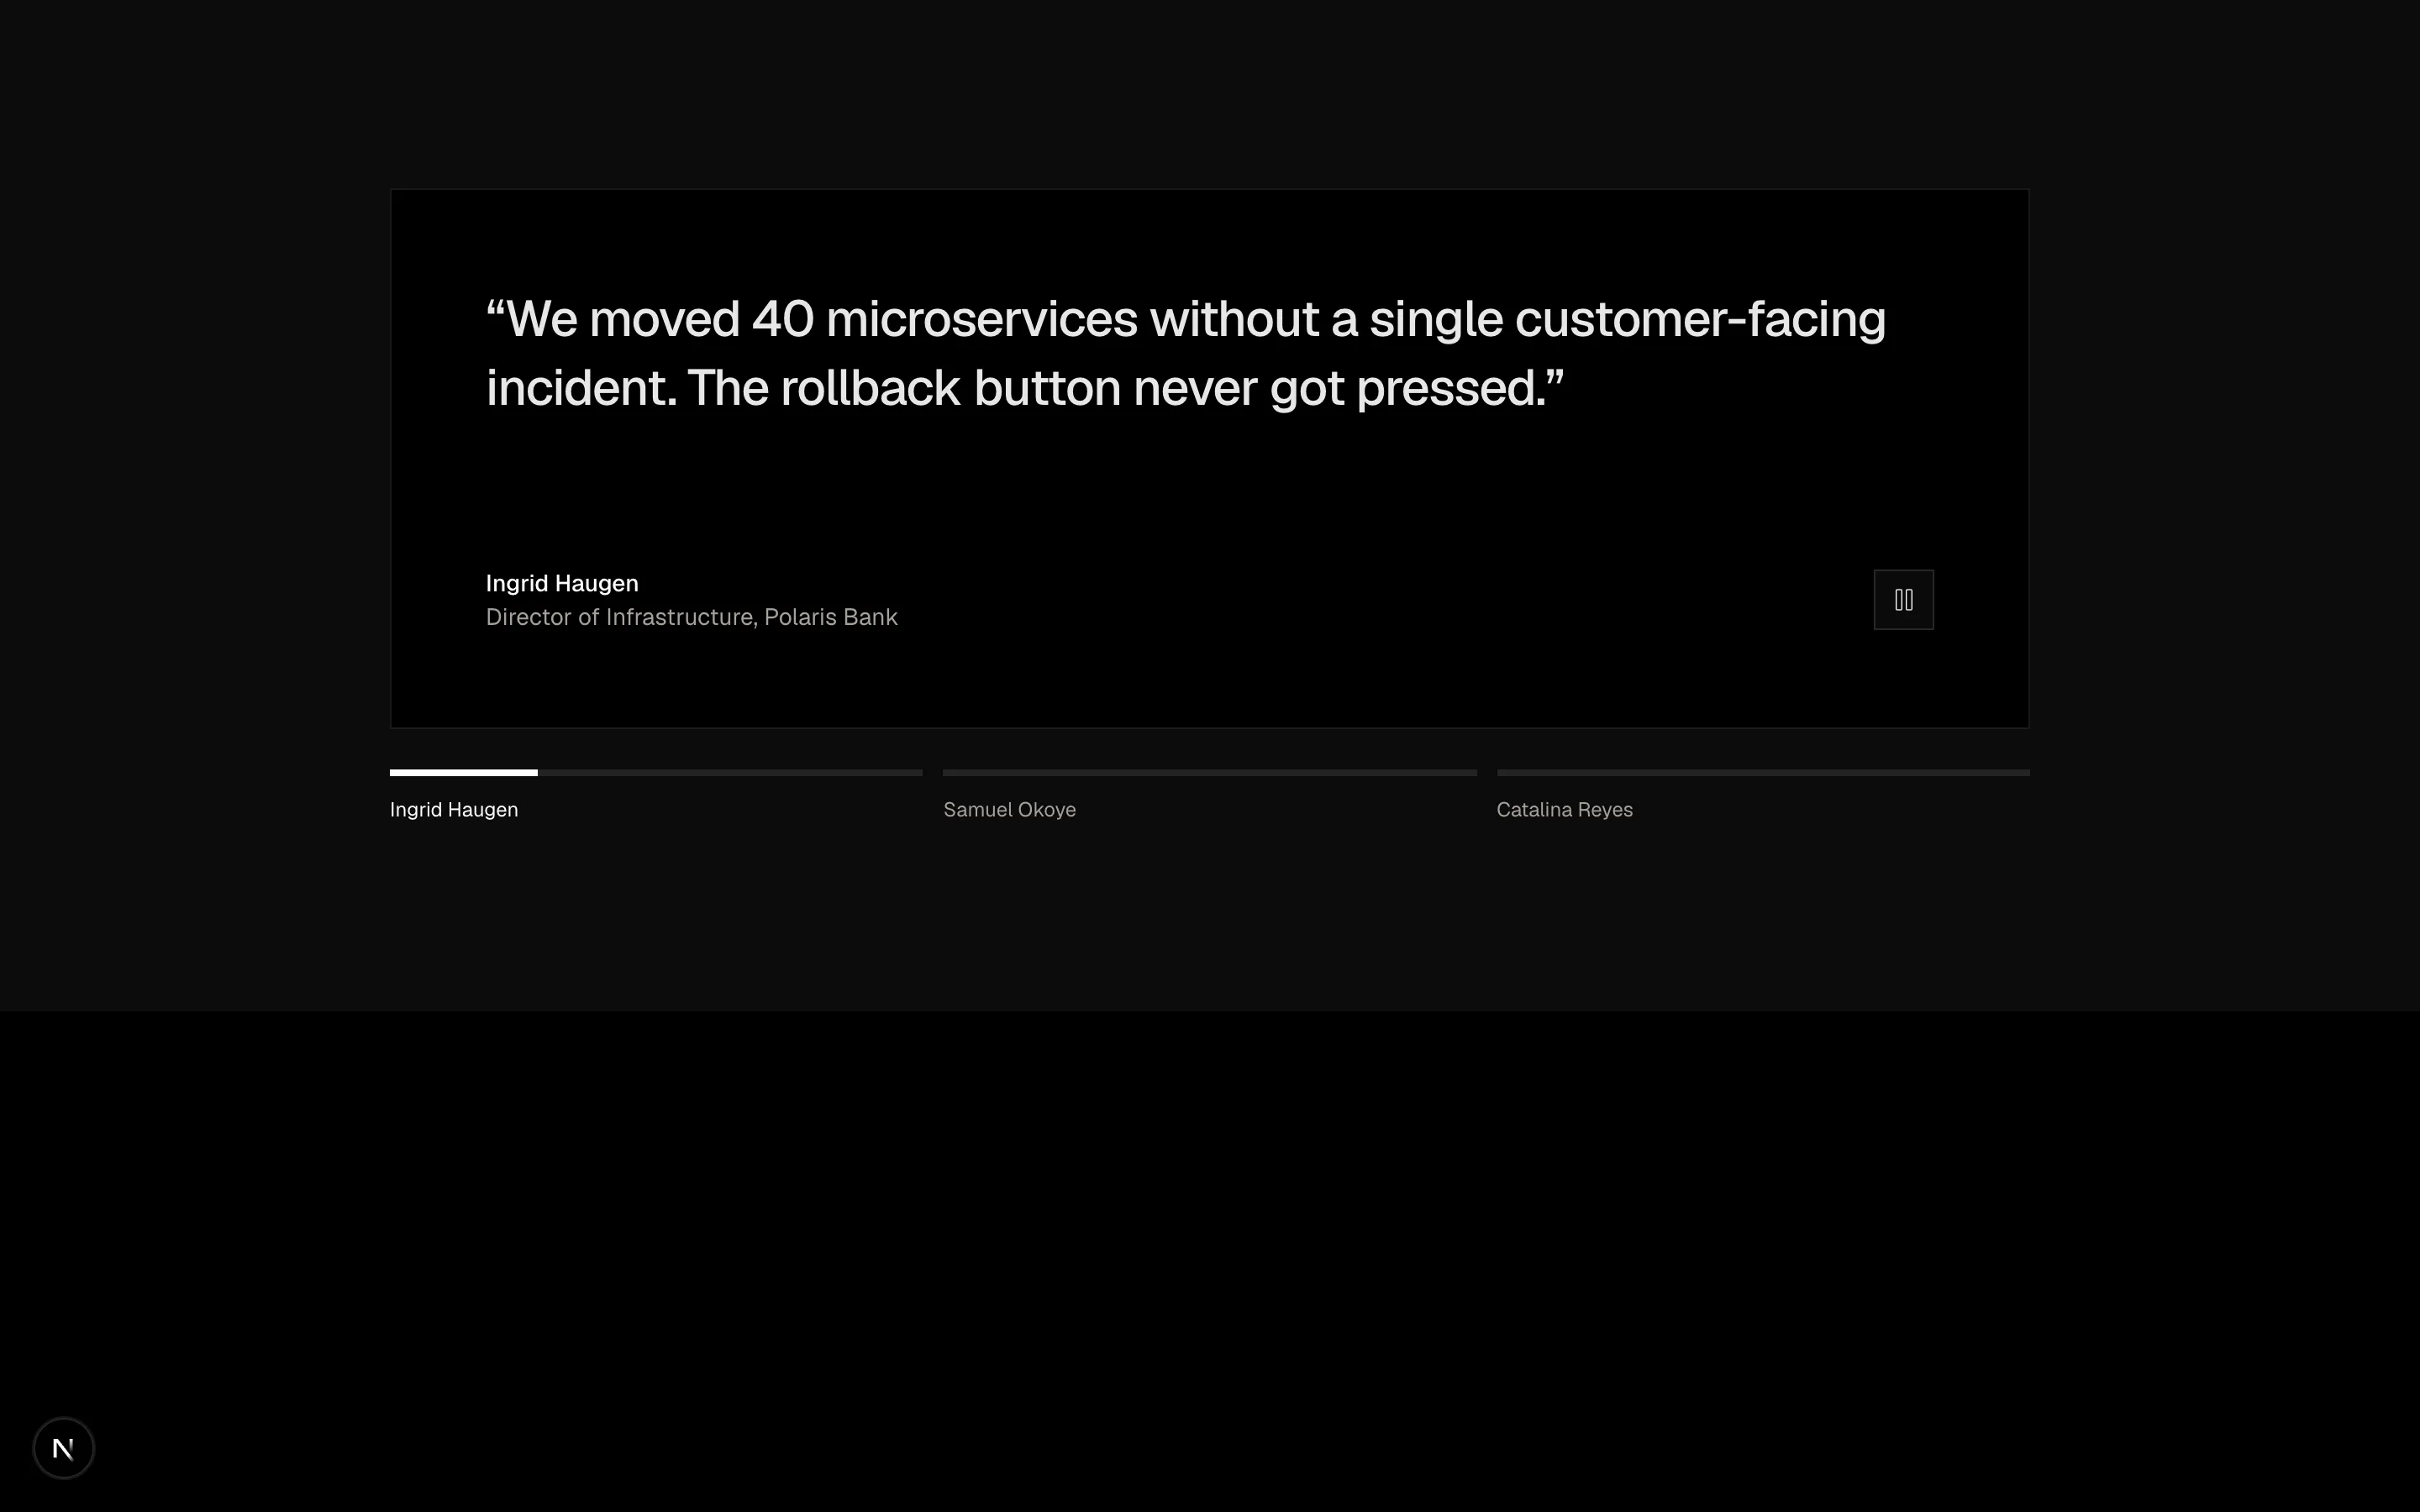 “We moved 40 microservices without a single customer-facing
incident. The rollback button never got pressed.”
Ingrid Haugen
Director of Infrastructure, Polaris Bank
Ingrid Haugen
Samuel Okoye
Catalina Reyes
N